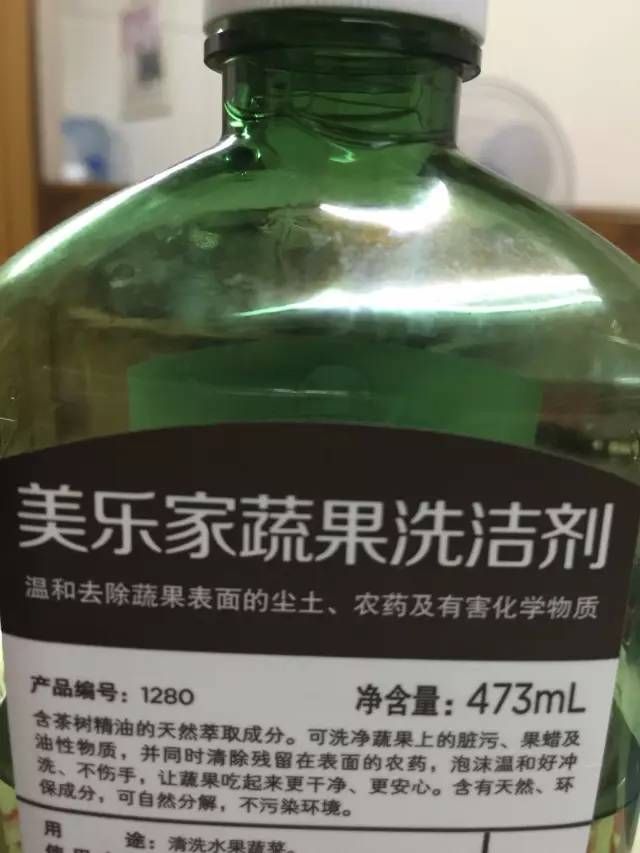 美乐家蔬果洗洁剂
温和去除蔬果表面的尘土、农药及有害化学物质
产品编号：1280 净含量：473mL
含茶树精油的天然萃取成分。可洗净蔬果上的脏污、果蜡及
油性物质，并同时清除残留在表面的农药，泡沫温和好冲
洗、不伤手，让蔬果吃起来更干净、更安心。含有天然、环
保成分，可自然分解，不污染环境。
用 途：清洗水果蔬菜。